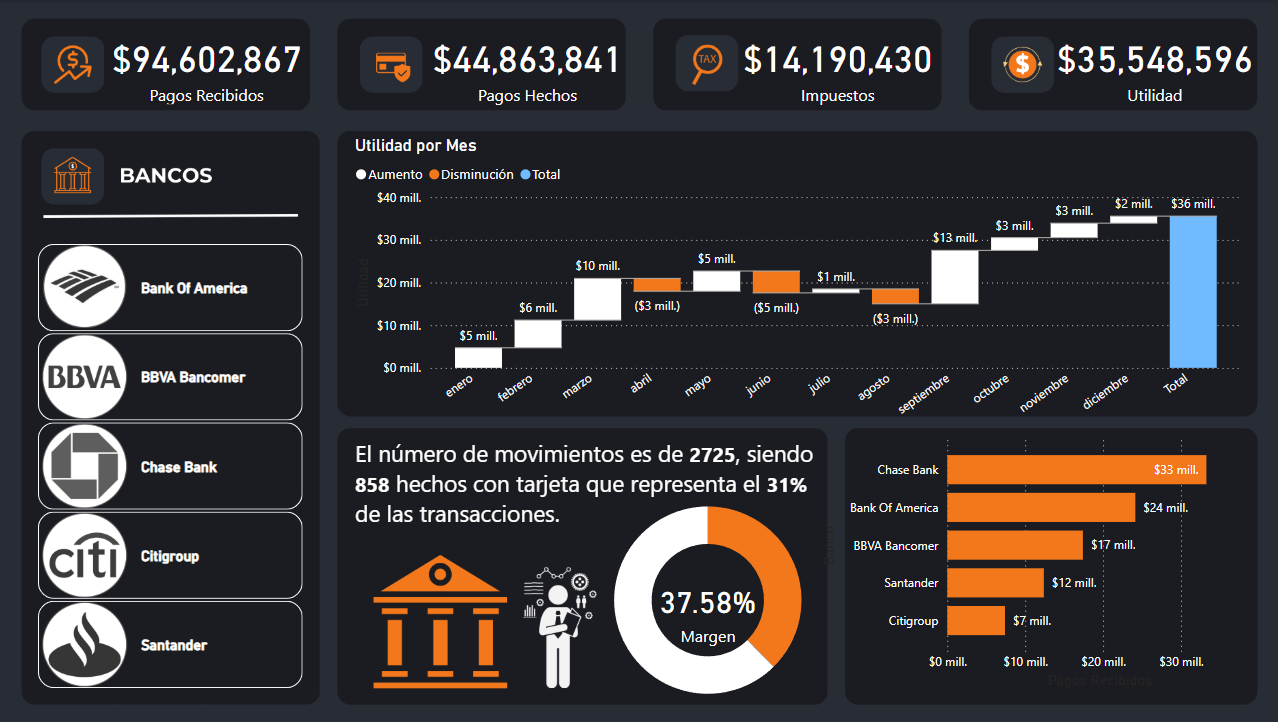 $94,602,867
Pagos Recibidos
$44,863,841
Pagos Hechos
TAX
$14,190,430
Impuestos
$35,548,596
Utilidad
BANCOS
Bank Of America
BBVA
BBVA Bancomer
Chase Bank
citi
Citigroup
Santander
Utilidad por Mes
Aumento Disminución Total
Utilidad
$40 mill.
$30 mill.
$20 mill.
$10 mill.
$0 mill.
$5 mill.
$6 mill.
$10 mill.
($3 mill.)
$5 mill.
($5 mill.)
$1 mill.
($3 mill.)
$13 mill.
$3 mill.
$3 mill.
$2 mill.
$36 mill.
enero
febrero
marzo
abril
mayo
junio
julio
agosto
septiembre
octubre
noviembre
diciembre
Total
El número de movimientos es de 2725, siendo
858 hechos con tarjeta que representa el 31%
de las transacciones.
37.58%
Margen
Banco
Chase Bank $33 mill.
Bank Of America $24 mill.
BBVA Bancomer $17 mill.
Santander $12 mill.
Citigroup $7 mill.
$0 mill. $10 mill. $20 mill. $30 mill.
Pagos Recibidos